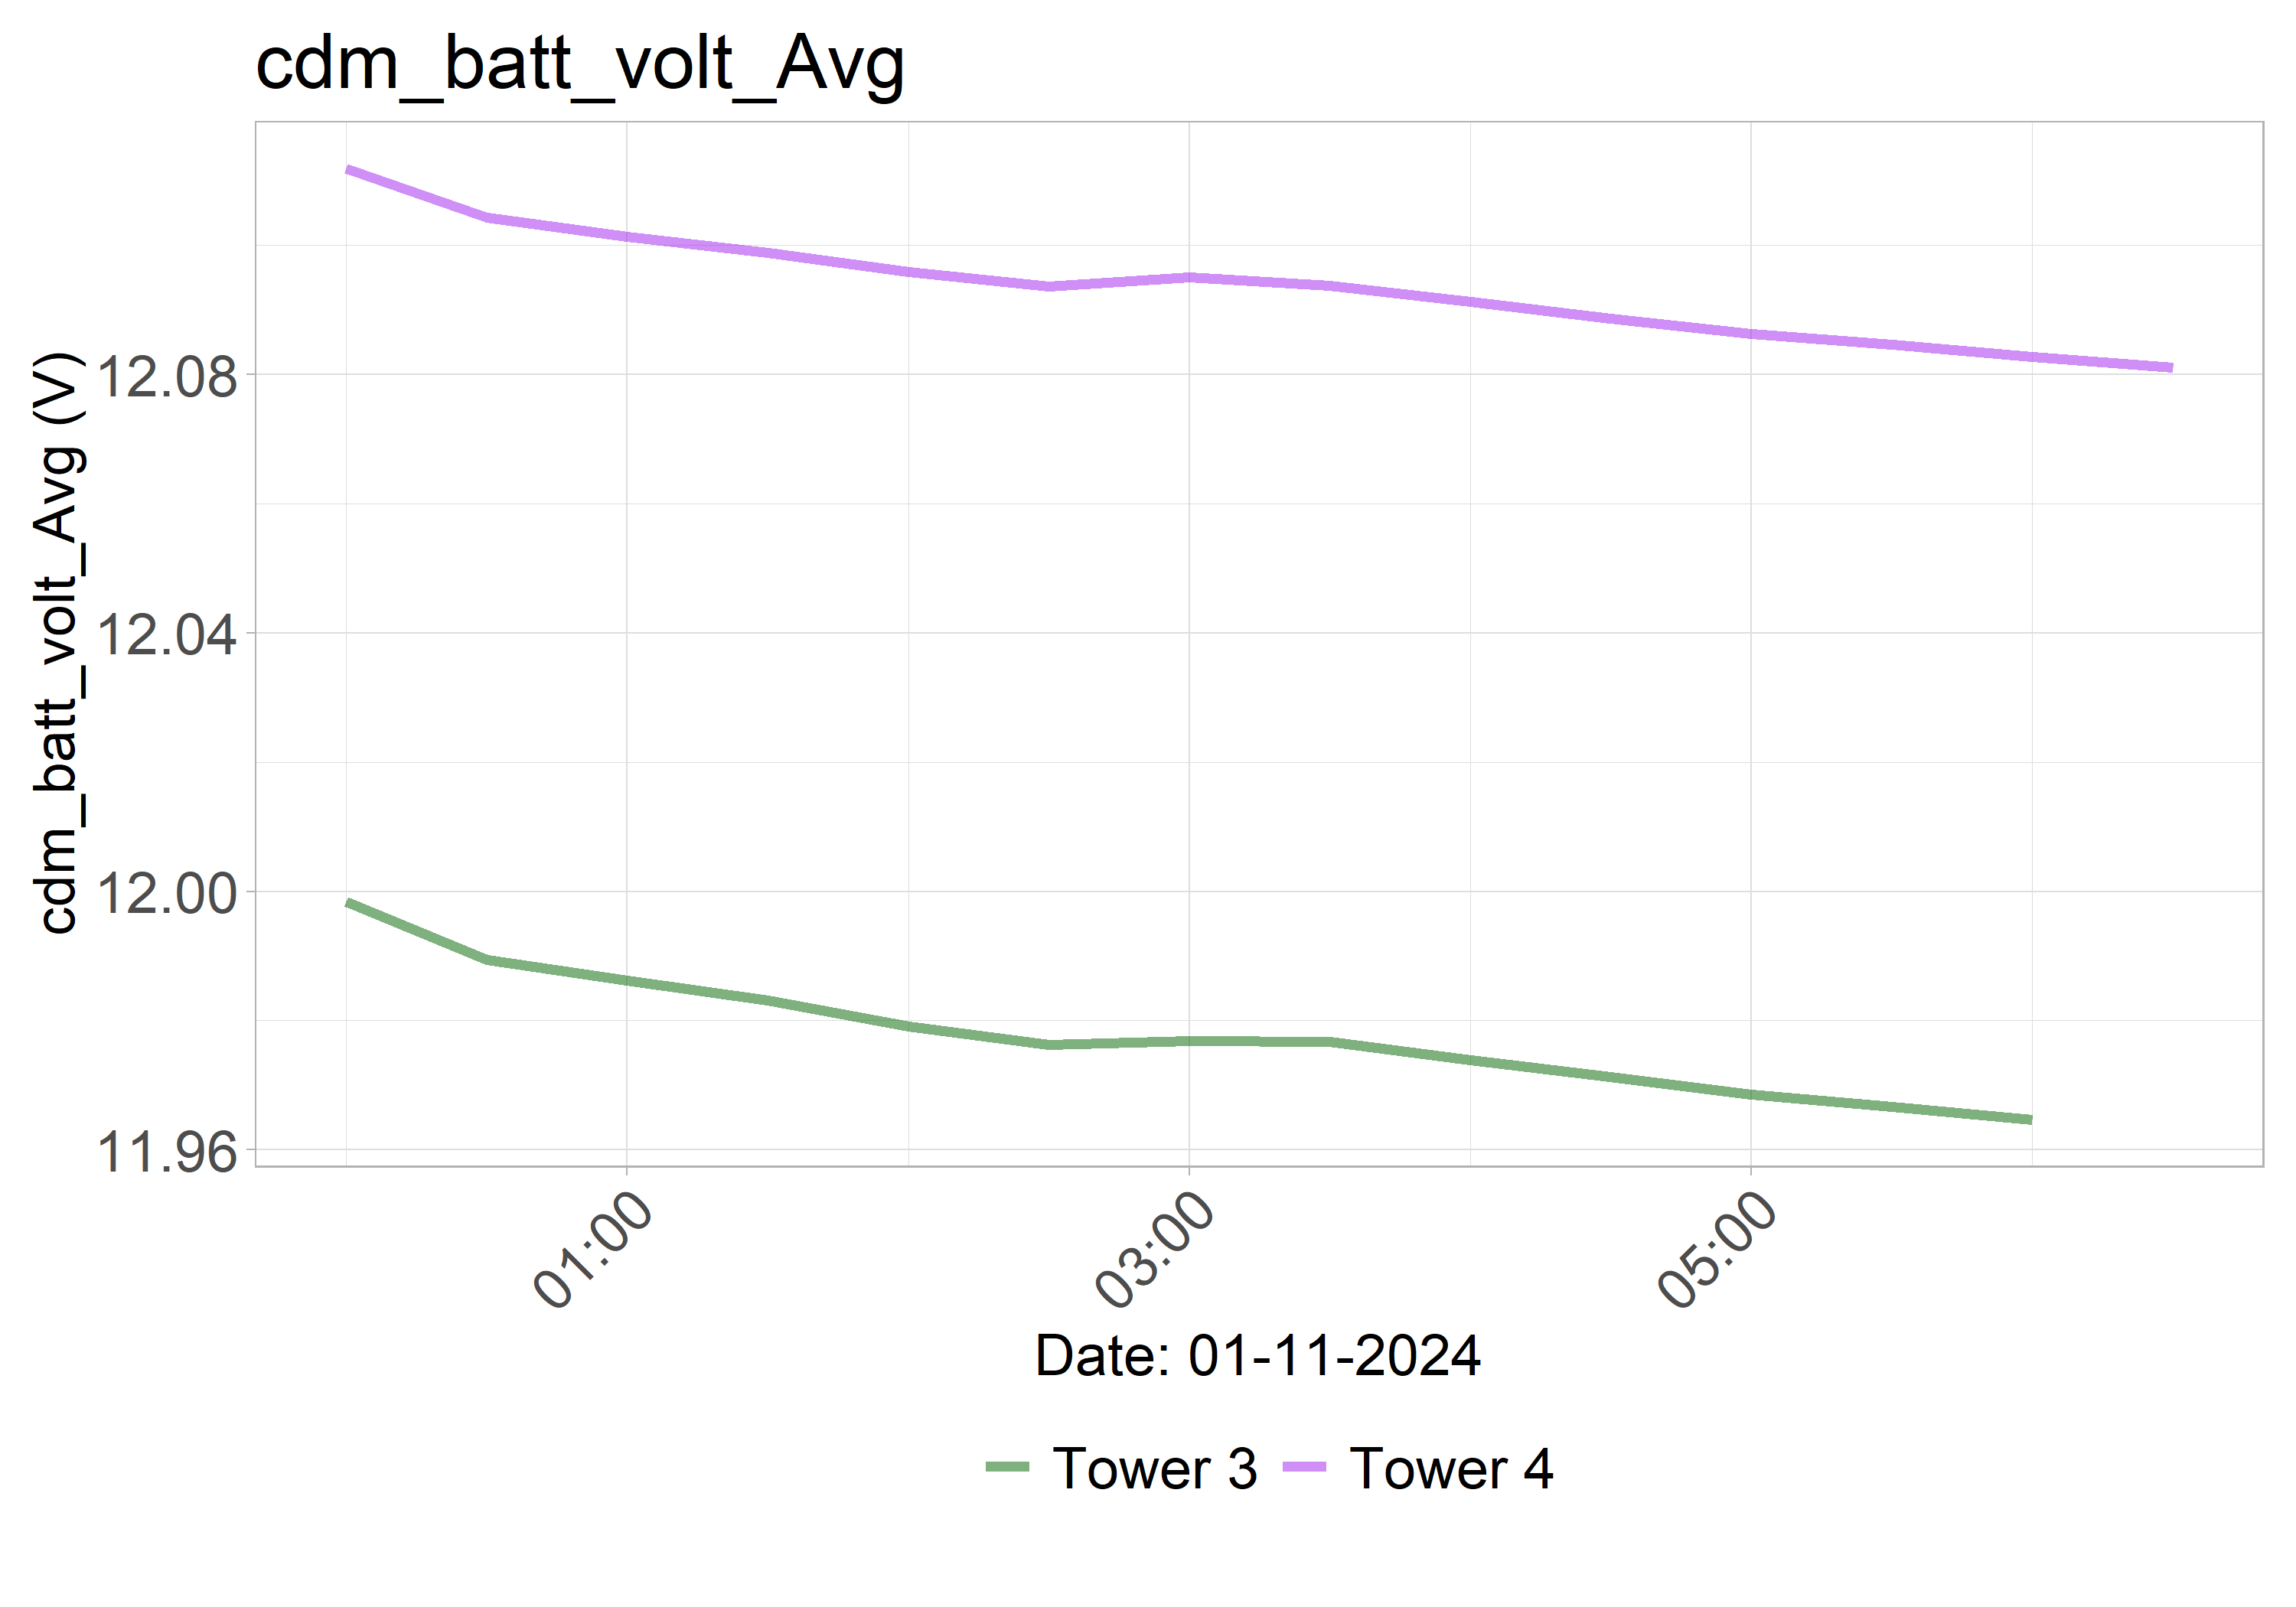 cdm_batt_volt_Avg
cdm_batt_volt_Avg (V)
12.08
12.04
12.00
11.96
01:00
03:00
05:00
Date: 01-11-2024
Tower 3
Tower 4